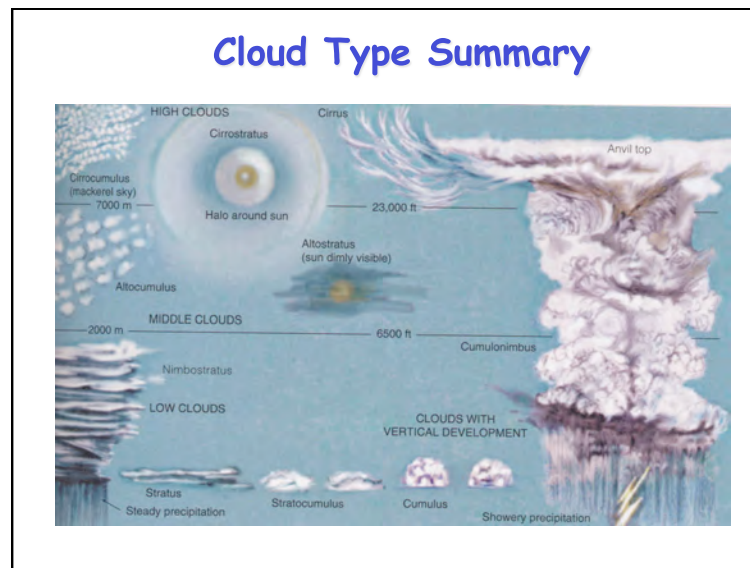 Cloud Type Summary
HIGH CLOUDS
Cirrus
Cirrostratus
Anvil top
Cirrocumulus
(mackerel sky)
7000 m
23,000 ft
Halo around sun
Altostratus
(sun dimly visible)
Altocumulus
MIDDLE CLOUDS
2000 m
6500 ft
Cumulonimbus
Nimbostratus
LOW CLOUDS
CLOUDS WITH
VERTICAL DEVELOPMENT
Stratus
Stratocumulus
Cumulus
Steady precipitation
Showery precipitation